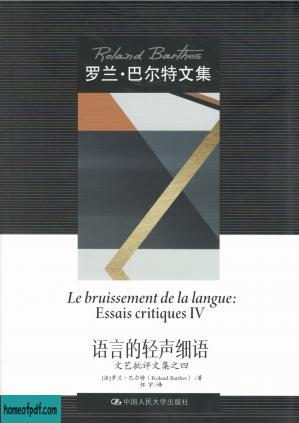 Roland Barthes
罗兰·巴尔特文集
Le bruissement de la langue:
Essais critiques IV
语言的轻声细语
文艺批评文集之四
[法]罗兰·巴尔特（Roland Barthes）/著
怀宇/译
中国人民大学出版社
homeofpdf.com